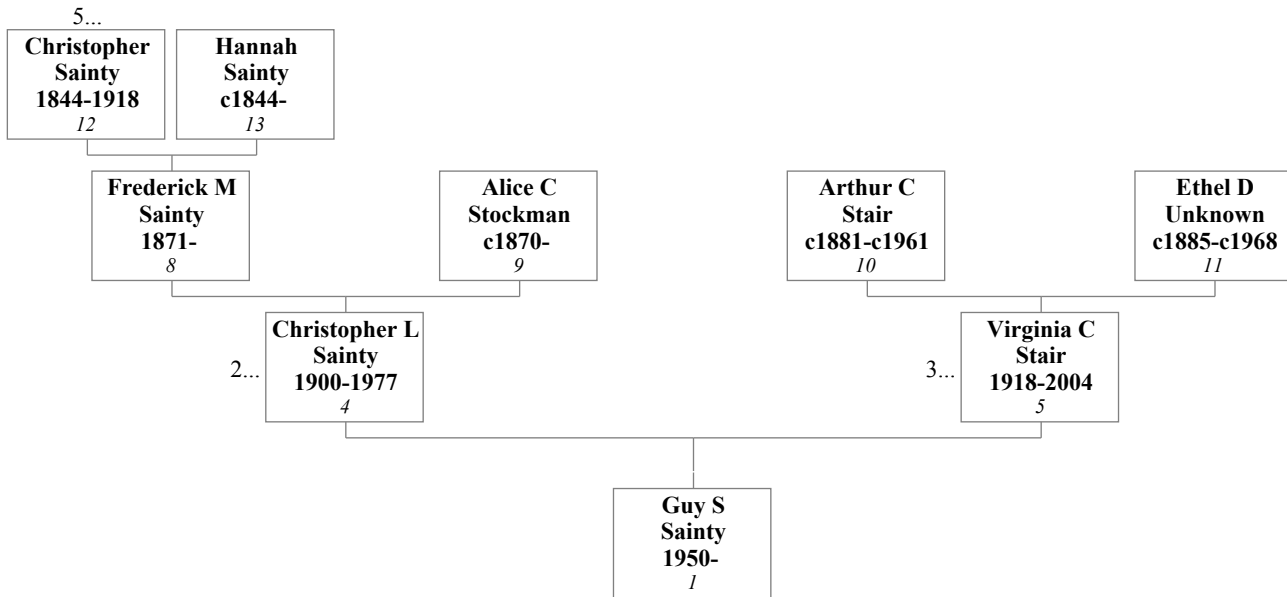 5...
Christopher
Sainty
1844-1918
12
Hannah
Sainty
c1844-
13
Frederick M
Sainty
1871-
8
Alice C
Stockman
c1870-
9
Arthur C
Stair
c1881-c1961
10
Ethel D
Unknown
c1885-c1968
11
2...
Christopher L
Sainty
1900-1977
4
3...
Virginia C
Stair
1918-2004
5
Guy S
Sainty
1950-
1